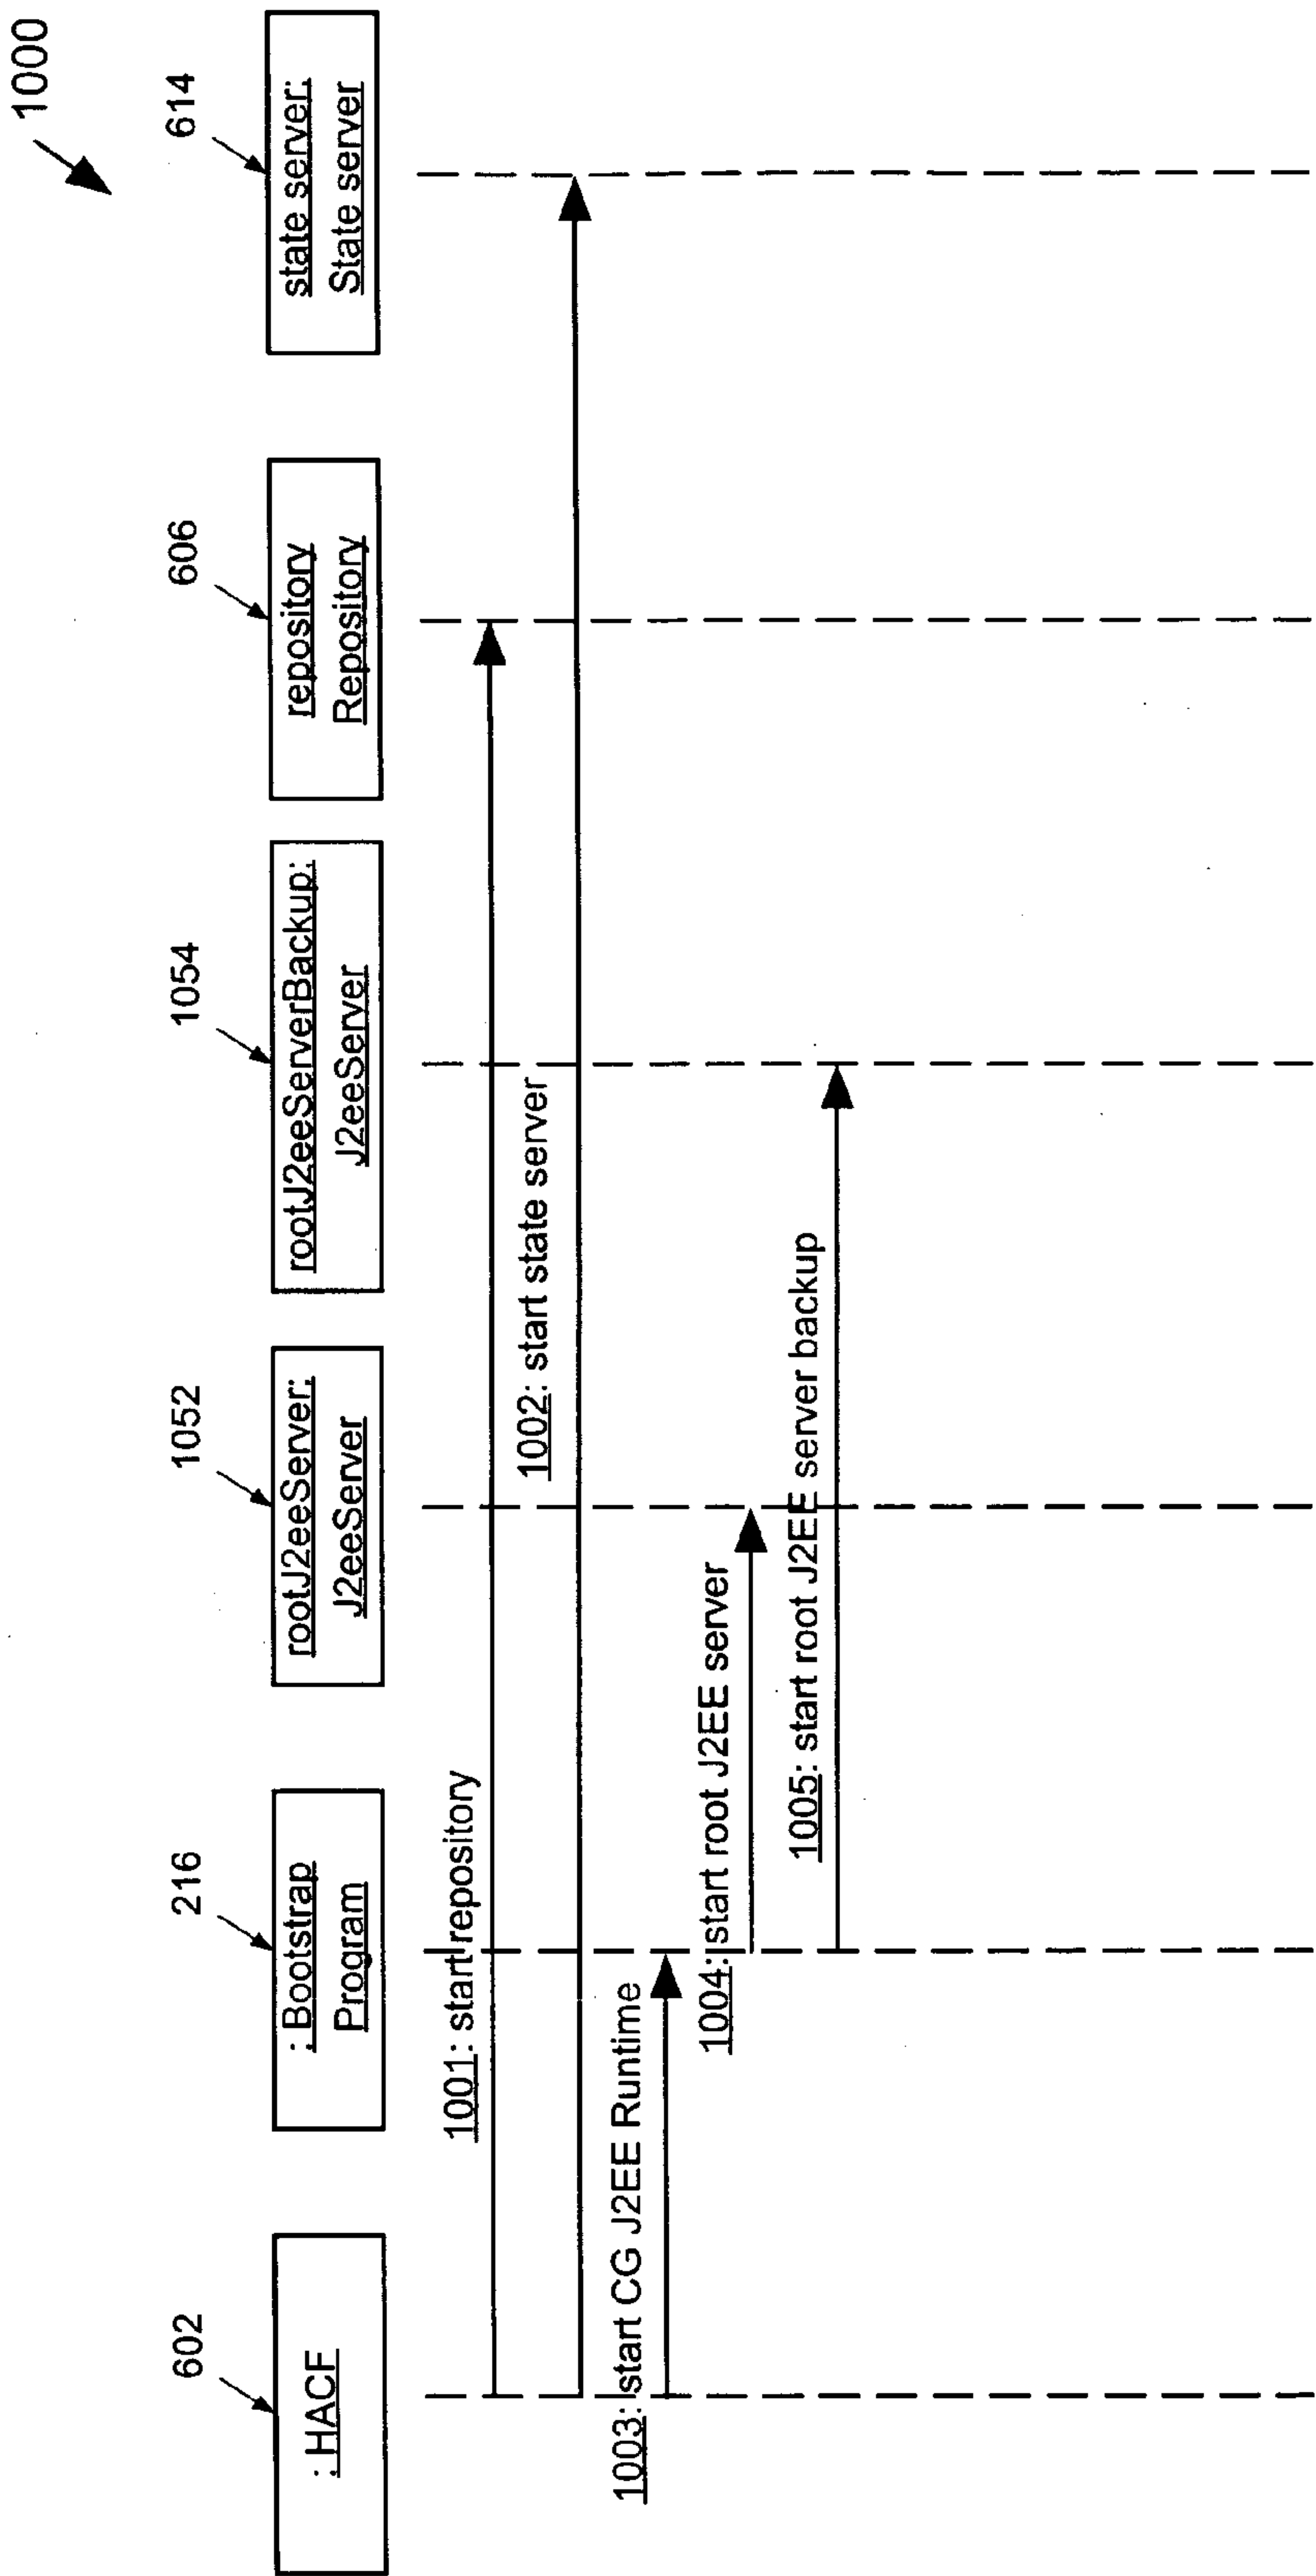 1000
602
216
1052
1054
606
614
: HACF
: Bootstrap
Program
rootJ2eeServer:
J2eeServer
rootJ2eeServerBackup:
J2eeServer
repository
Repository
state server:
State server
1001: start repository
1002: start state server
1003: start CG J2EE Runtime
1004: start root J2EE server
1005: start root J2EE server backup